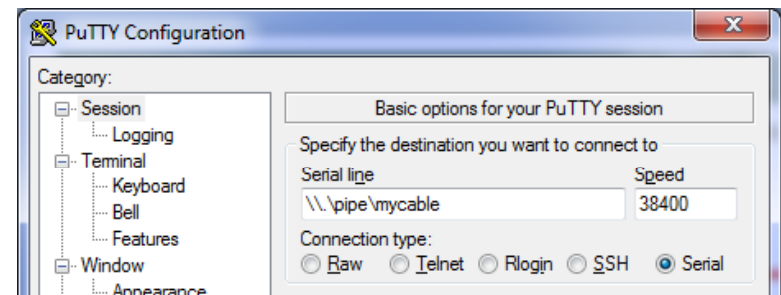 PuTTY Configuration
Category:
Session
Logging
Terminal
Keyboard
Bell
Features
Window
Appearance
Basic options for your PuTTY session
Specify the destination you want to connect to
Serial line Speed
\\.\pipe\mycable 38400
Connection type:
Raw Telnet Rlogin SSH Serial